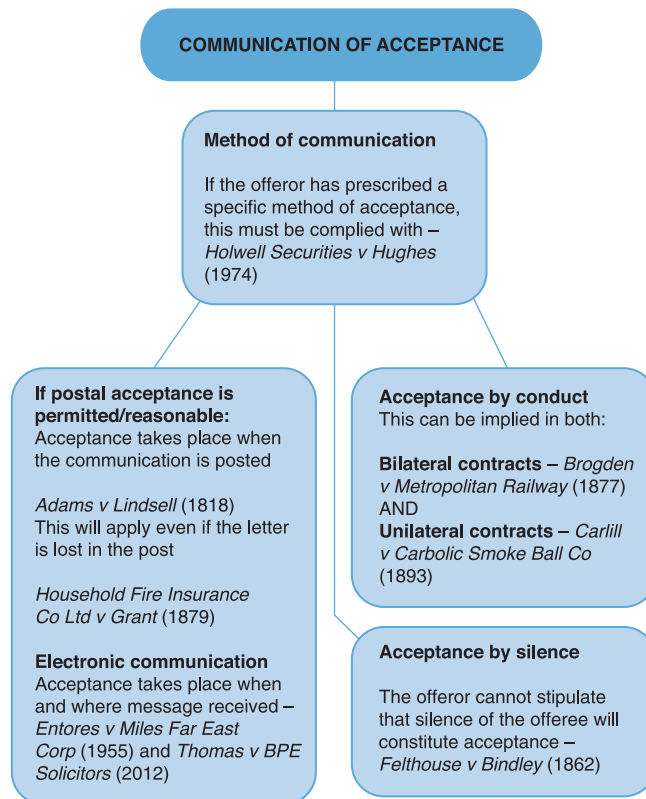 COMMUNICATION OF ACCEPTANCE
Method of communication
If the offeror has prescribed a
specific method of acceptance,
this must be complied with –
Holwell Securities v Hughes
(1974)
If postal acceptance is
permitted/reasonable:
Acceptance takes place when
the communication is posted
Adams v Lindsell (1818)
This will apply even if the letter
is lost in the post
Household Fire Insurance
Co Ltd v Grant (1879)
Electronic communication
Acceptance takes place when
and where message received –
Entores v Miles Far East
Corp (1955) and Thomas v BPE
Solicitors (2012)
Acceptance by conduct
This can be implied in both:
Bilateral contracts – Brogden
v Metropolitan Railway (1877)
AND
Unilateral contracts – Carlill
v Carbolic Smoke Ball Co
(1893)
Acceptance by silence
The offeror cannot stipulate
that silence of the offeree will
constitute acceptance –
Felthouse v Bindley (1862)